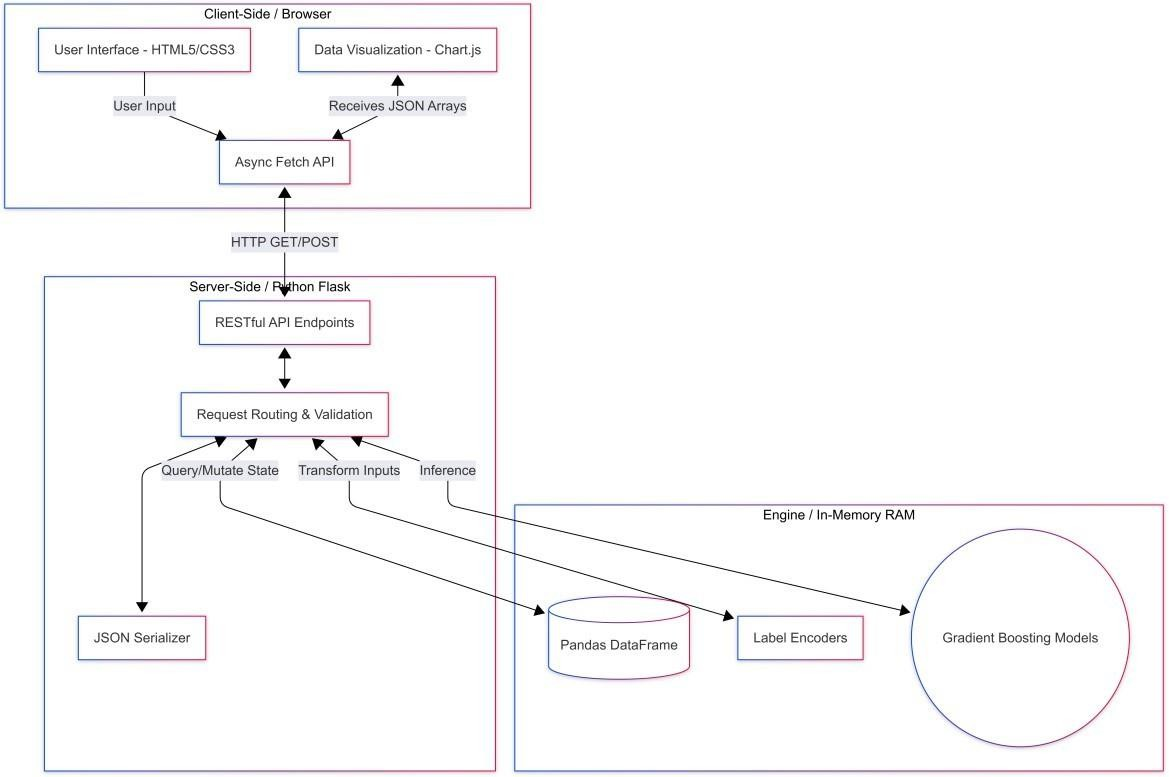 Client-Side / Browser
User Interface - HTML5/CSS3
Data Visualization - Chart.js
User Input
Receives JSON Arrays
Async Fetch API
HTTP GET/POST
Server-Side / Python Flask
RESTful API Endpoints
Request Routing & Validation
Query/Mutate State
Transform Inputs
Inference
Engine / In-Memory RAM
JSON Serializer
Pandas DataFrame
Label Encoders
Gradient Boosting Models